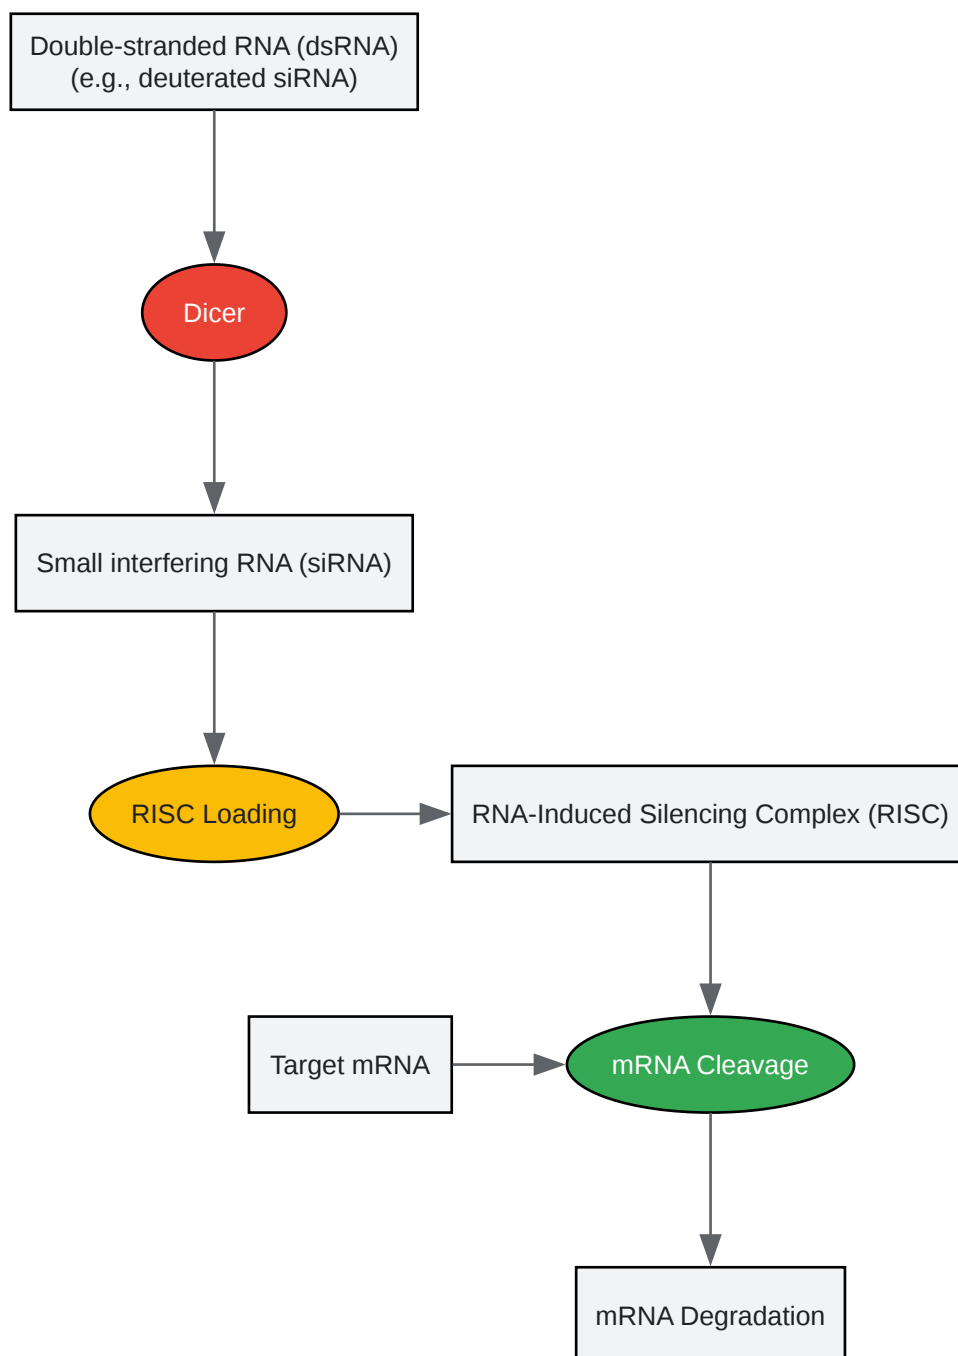 Double-stranded RNA (dsRNA)
(e.g., deuterated siRNA)
Dicer
Small interfering RNA (siRNA)
RISC Loading
RNA-Induced Silencing Complex (RISC)
Target mRNA
mRNA Cleavage
mRNA Degradation